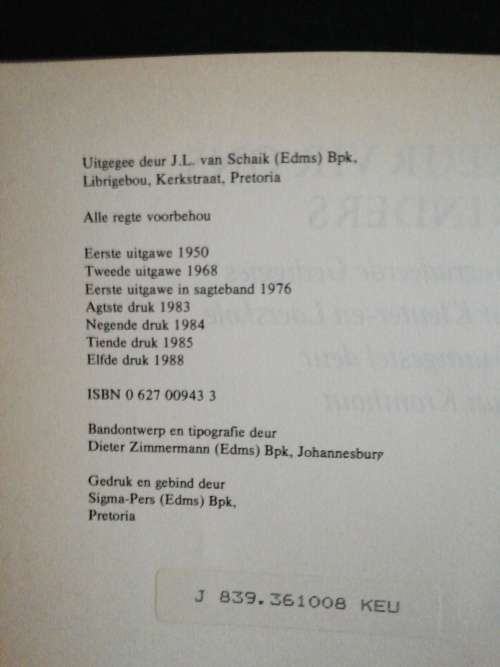 Uitgegee deur J.L. van Schaik (Edms) Bpk,
Librigebou, Kerkstraat, Pretoria
Alle regte voorbehou
Eerste uitgawe 1950
Tweede uitgawe 1968
Eerste uitgawe in sagteband 1976
Agtste druk 1983
Negende druk 1984
Tiende druk 1985
Elfde druk 1988
ISBN 0 627 00943 3
Bandontwerp en tipografie deur
Dieter Zimmermann (Edms) Bpk, Johannesburg
Gedruk en gebind deur
Sigma-Pers (Edms) Bpk,
Pretoria
J 839.361008 KEU